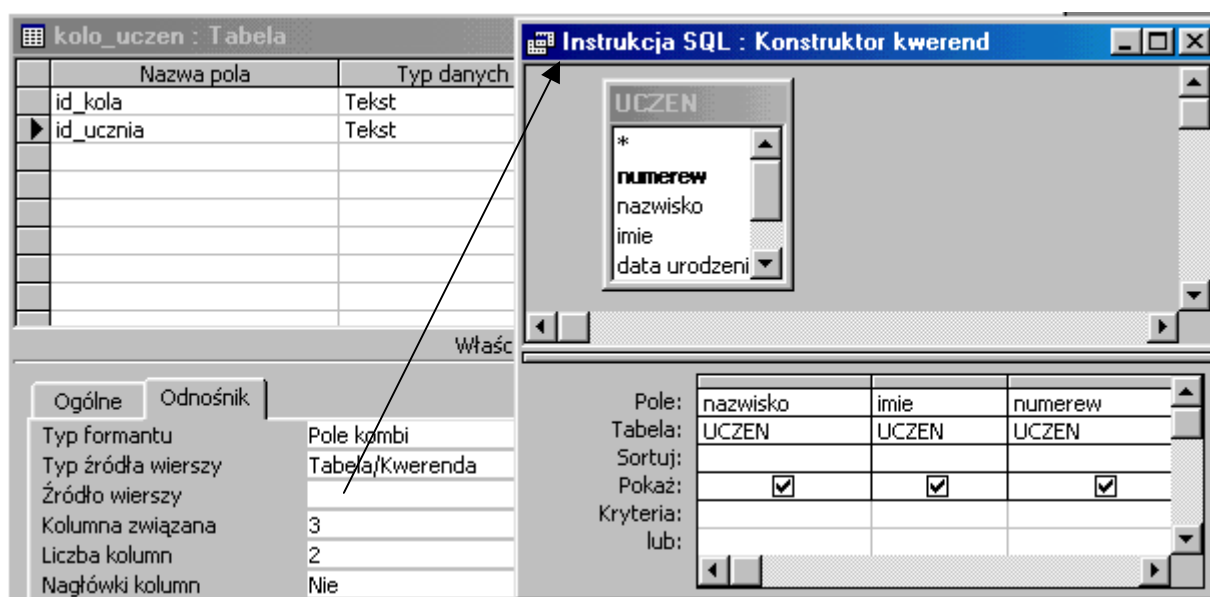 kolo_uczen : Tabela
Nazwa pola Typ danych
id_kola Tekst
id_ucznia Tekst
Właśc
Ogólne Odnośnik
Typ formantu Pole kombi
Typ źródła wierszy Tabela/Kwerenda
Źródło wierszy
Kolumna związana 3
Liczba kolumn 2
Nagłówki kolumn Nie
Instrukcja SQL : Konstruktor kwerend
UCZEN
*
numerew
nazwisko
imie
data urodzeni
Pole: nazwisko imie numerew
Tabela: UCZEN UCZEN UCZEN
Sortuj:
Pokaż:
Kryteria:
lub: